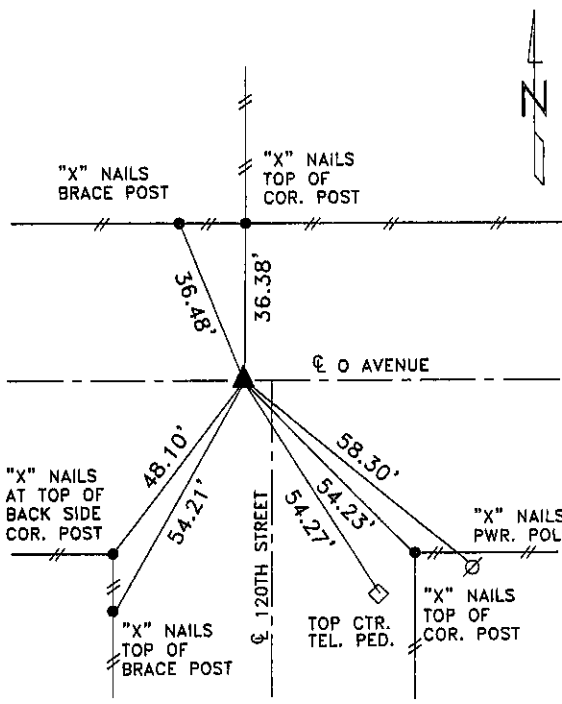 N
"X" NAILS
BRACE POST
"X" NAILS
TOP OF
COR. POST
36.48'
36.38'
℄ O AVENUE
48.10'
54.21'
58.30'
54.23'
54.27'
"X" NAILS
AT TOP OF
BACK SIDE
COR. POST
℄ 120TH STREET
"X" NAILS
PWR. POL
"X" NAILS
TOP OF
BRACE POST
TOP CTR.
TEL. PED.
"X" NAILS
TOP OF
COR. POST